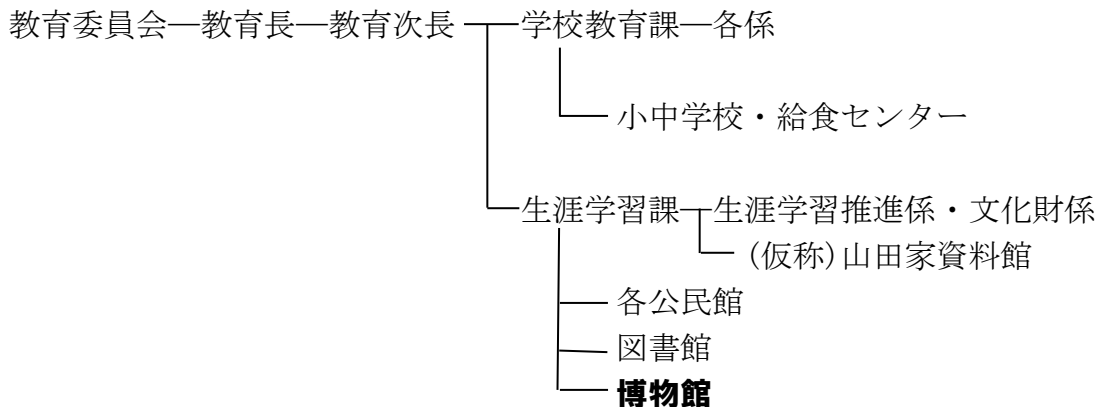 教育委員会―教育長―教育次長―学校教育課―各係
小中学校・給食センター
生涯学習課―生涯学習推進係・文化財係
(仮称)山田家資料館
各公民館
図書館
博物館